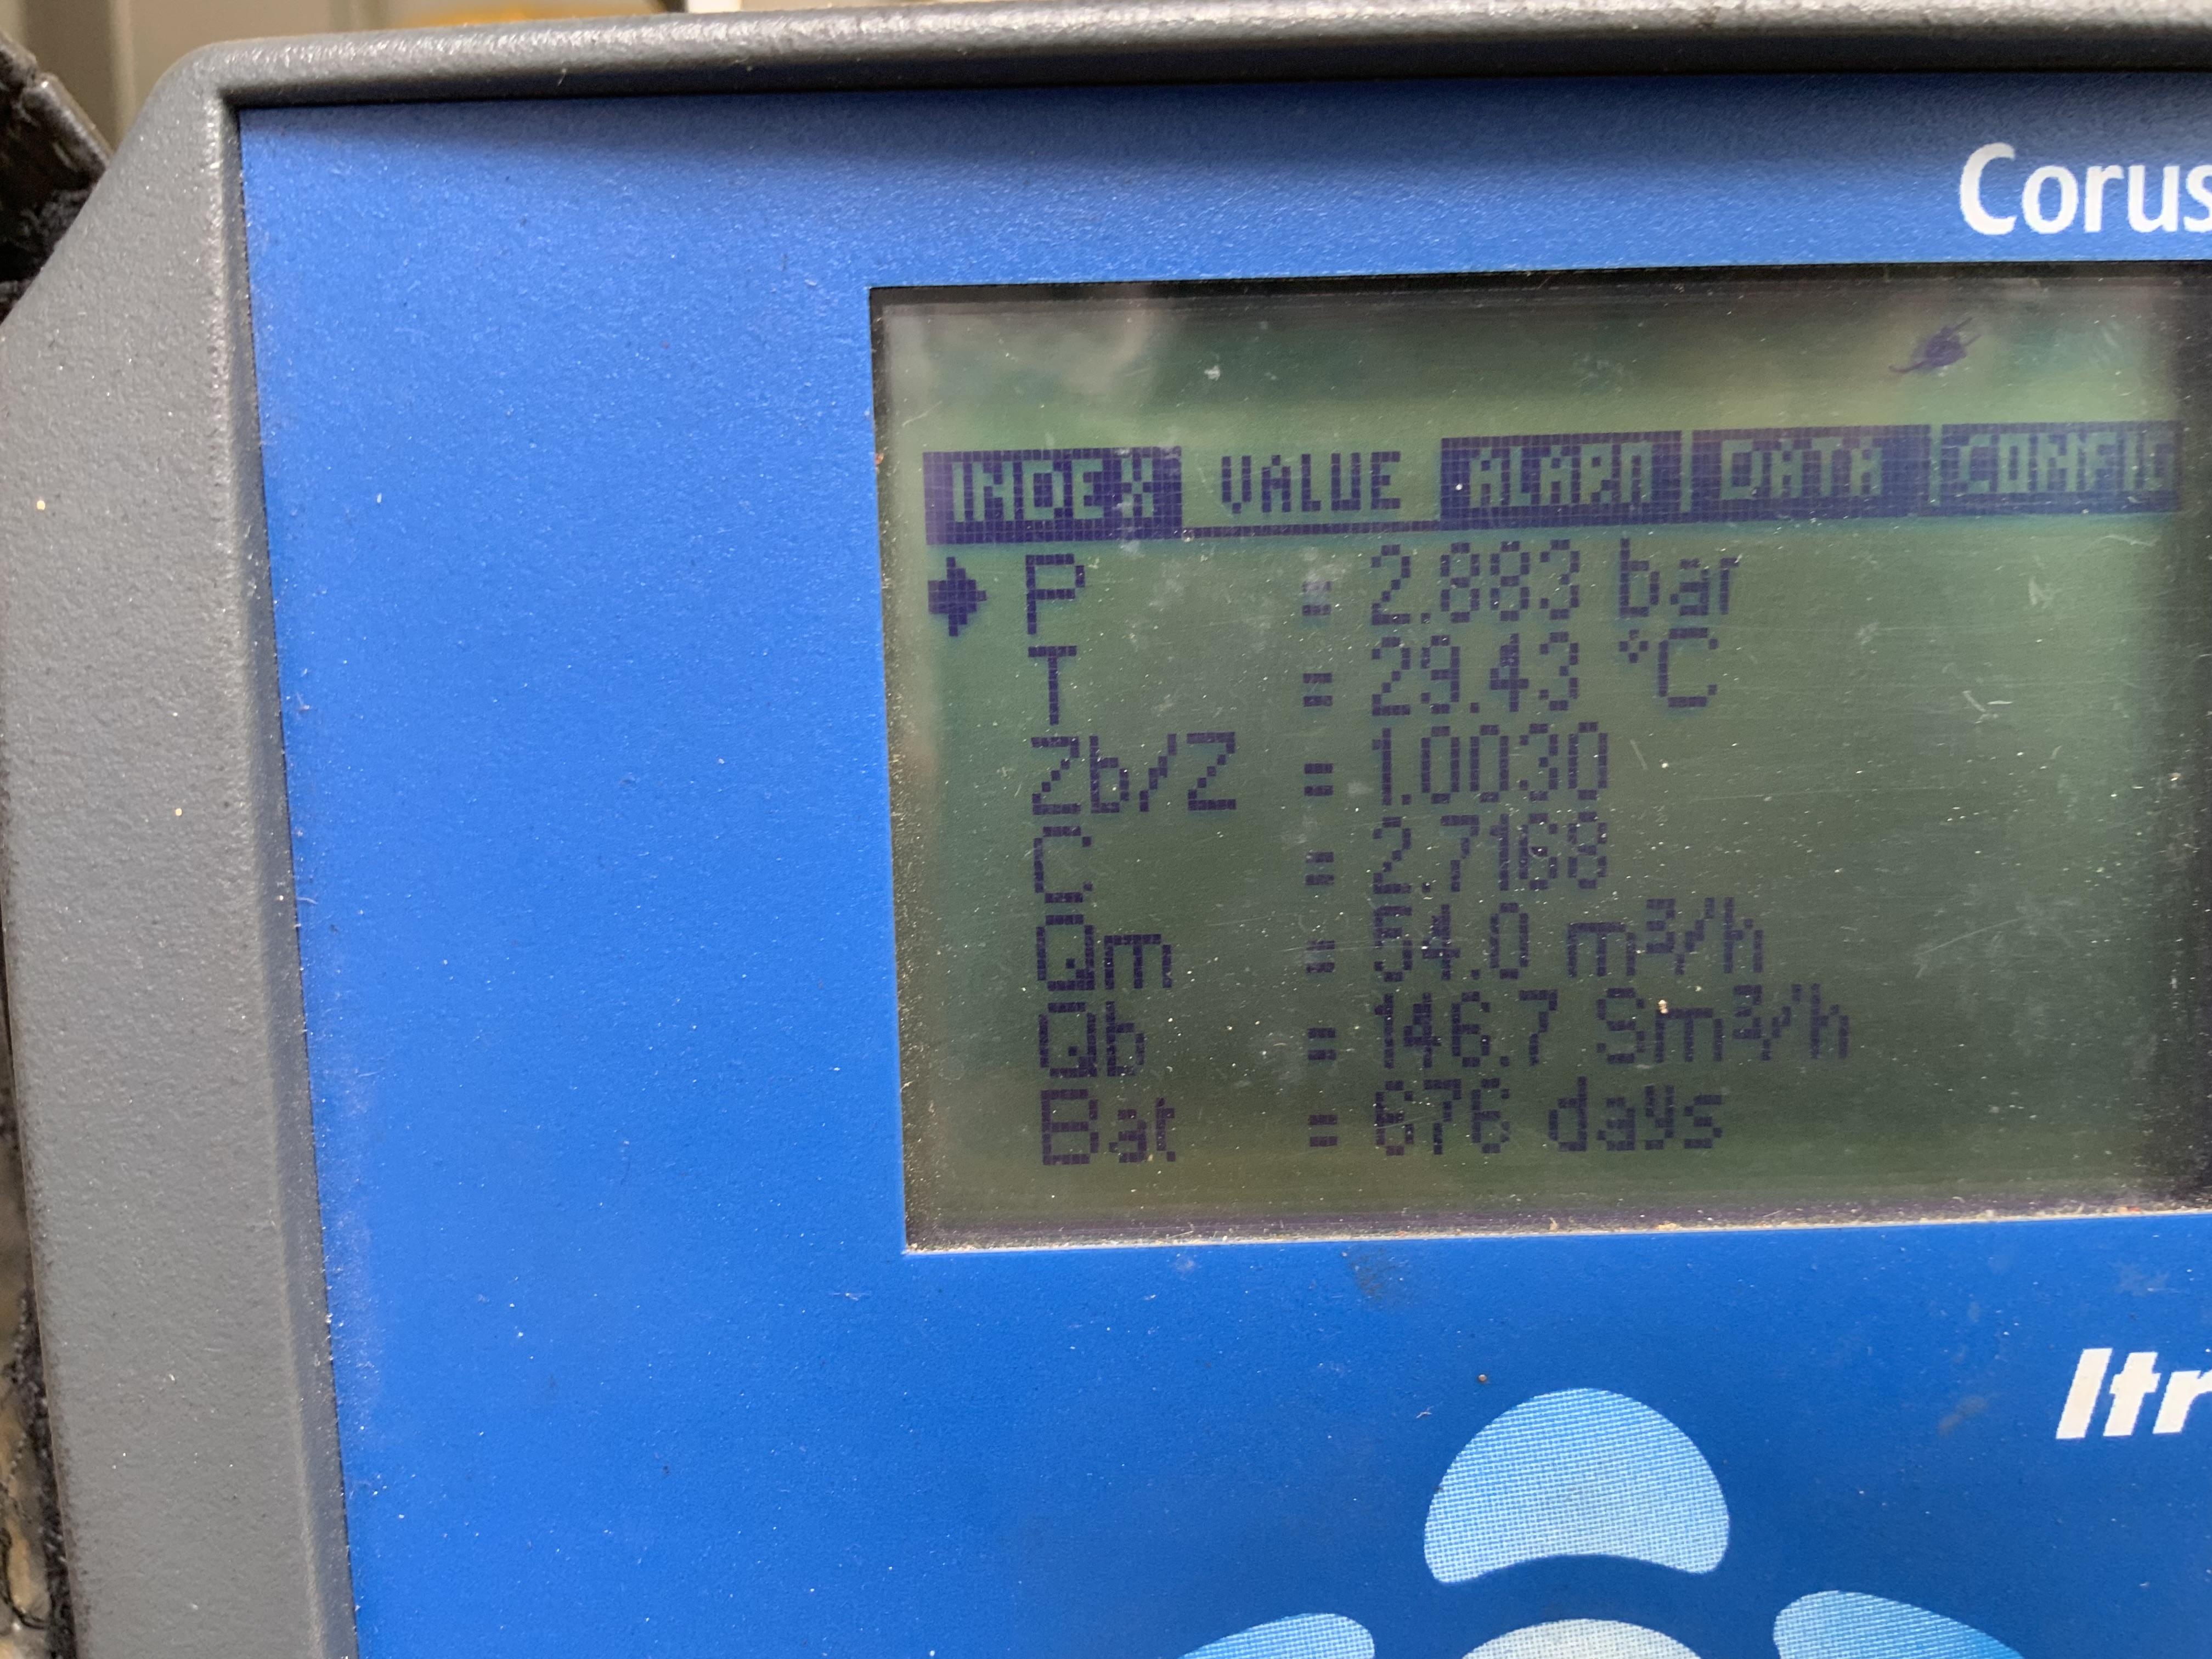 Corus
INDEX VALUE ALARM DATA CONFIG
P = 2.883 bar
T = 29.43 °C
Zb/Z = 1.0030
C = 2.7168
Qm = 54.0 m³/h
Qb = 146.7 Sm³/h
Bat = 676 days
Itr